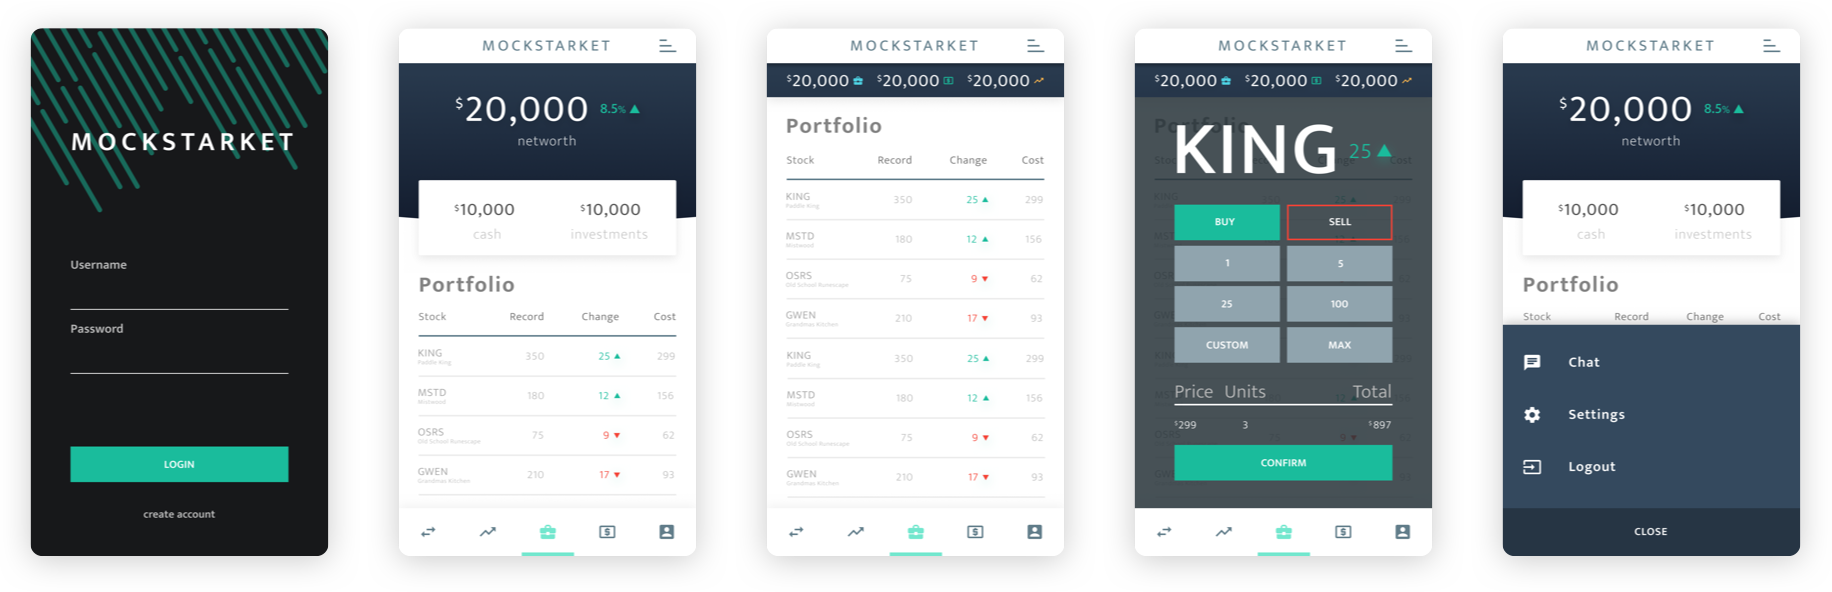 MOCKSTARKET
Username
Password
LOGIN
create account
MOCKSTARKET
$20,000 8.5%
networth
$10,000 $10,000
cash investments
Portfolio
Stock Record Change Cost
KING 350 25 299
Paddle King
MSTD 180 12 156
Wistwood
OSRS 75 9 62
Old School Runescape
GWEN 210 17 93
Grandmas Kitchen
MOCKSTARKET
$20,000 $20,000 $20,000
Portfolio
Stock Record Change Cost
KING 350 25 299
Paddle King
MSTD 180 12 156
Wistwood
OSRS 75 9 62
Old School Runescape
GWEN 210 17 93
Grandmas Kitchen
KING 350 25 299
Paddle King
MSTD 180 12 156
Wistwood
OSRS 75 9 62
Old School Runescape
GWEN 210 17 93
Grandmas Kitchen
MOCKSTARKET
$20,000 $20,000 $20,000
Portfolio
KING 25
BUY SELL
1 5
25 100
CUSTOM MAX
Price Units Total
$299 3 $897
CONFIRM
MOCKSTARKET
$20,000 8.5%
networth
$10,000 $10,000
cash investments
Portfolio
Stock Record Change Cost
Chat
Settings
Logout
CLOSE